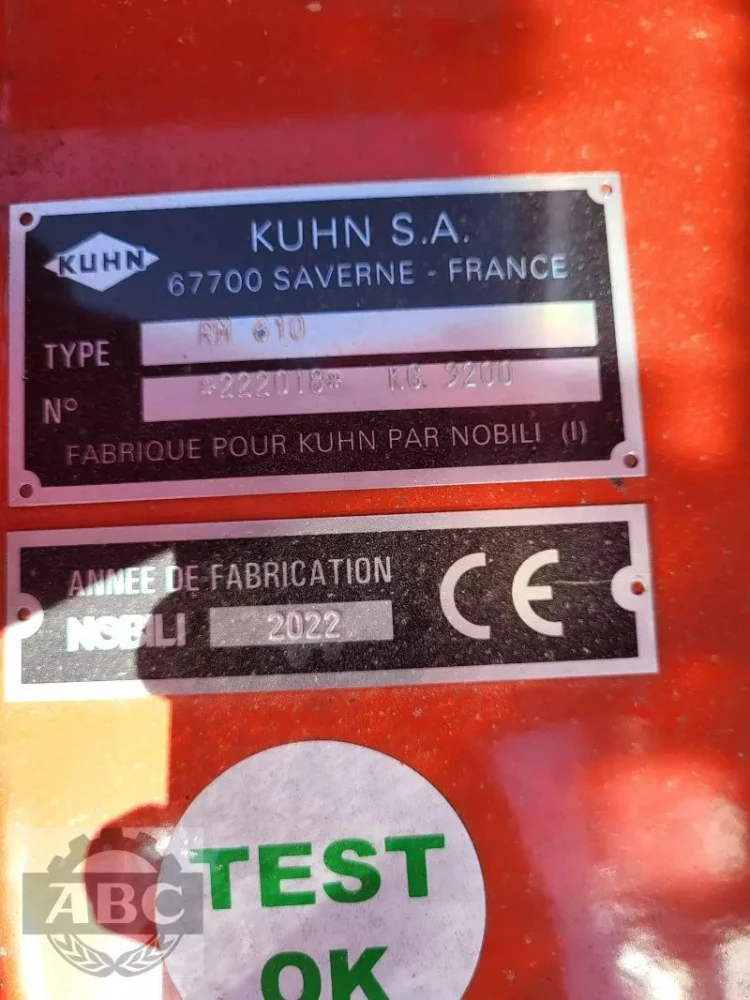 KUHN
KUHN S.A.
67700 SAVERNE - FRANCE
TYPE RM 610
N° *222018* KG. 9200
FABRIQUE POUR KUHN PAR NOBILI (I)
ANNEE DE FABRICATION
NOBILI 2022 CE
TEST
OK
ABC